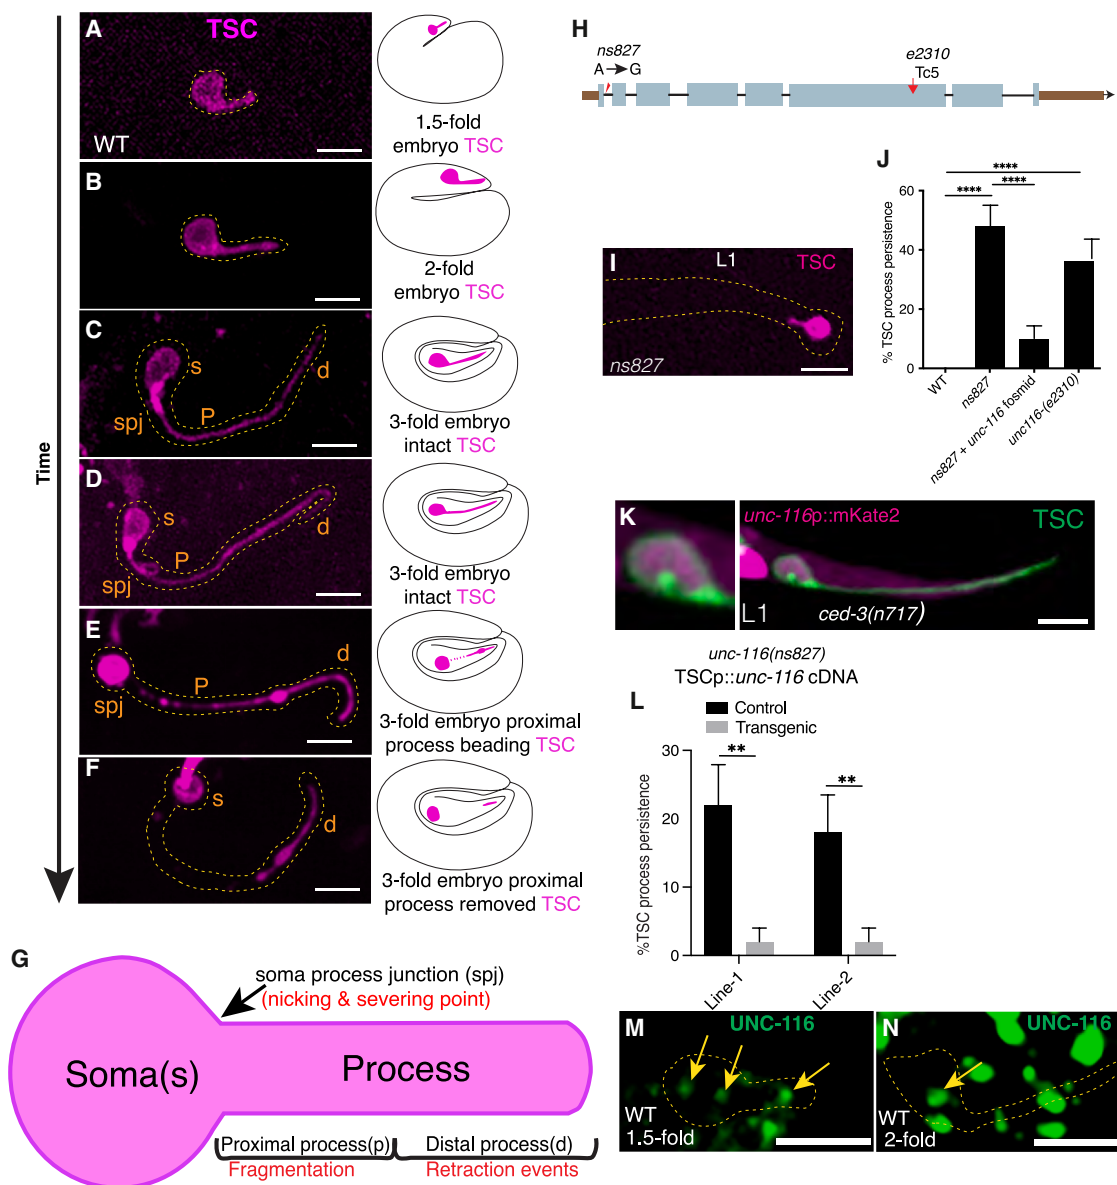 A
TSC
WT
1.5-fold
embryo TSC
B
2-fold
embryo TSC
C
s
d
P
spj
3-fold embryo
intact TSC
D
s
d
P
spj
3-fold embryo
intact TSC
E
d
P
spj
3-fold embryo proximal
process beading TSC
F
s
d
3-fold embryo proximal
process removed TSC
Time
G
soma process junction (spj)
(nicking & severing point)
Soma(s)
Process
Proximal process(p)
Distal process(d)
Fragmentation
Retraction events
H
ns827
A G
e2310
Tc5
I
L1
TSC
ns827
J
****
****
****
% TSC process persistence
60
40
20
0
WT
ns827
ns827 + unc-116 fosmid
unc116-(e2310)
K
unc-116p::mKate2
TSC
L1
ced-3(n717)
unc-116(ns827)
TSCp::unc-116 cDNA
L
Control
Transgenic
%TSC process persistence
30
20
10
0
**
**
Line-1
Line-2
M
UNC-116
WT
1.5-fold
N
UNC-116
WT
2-fold